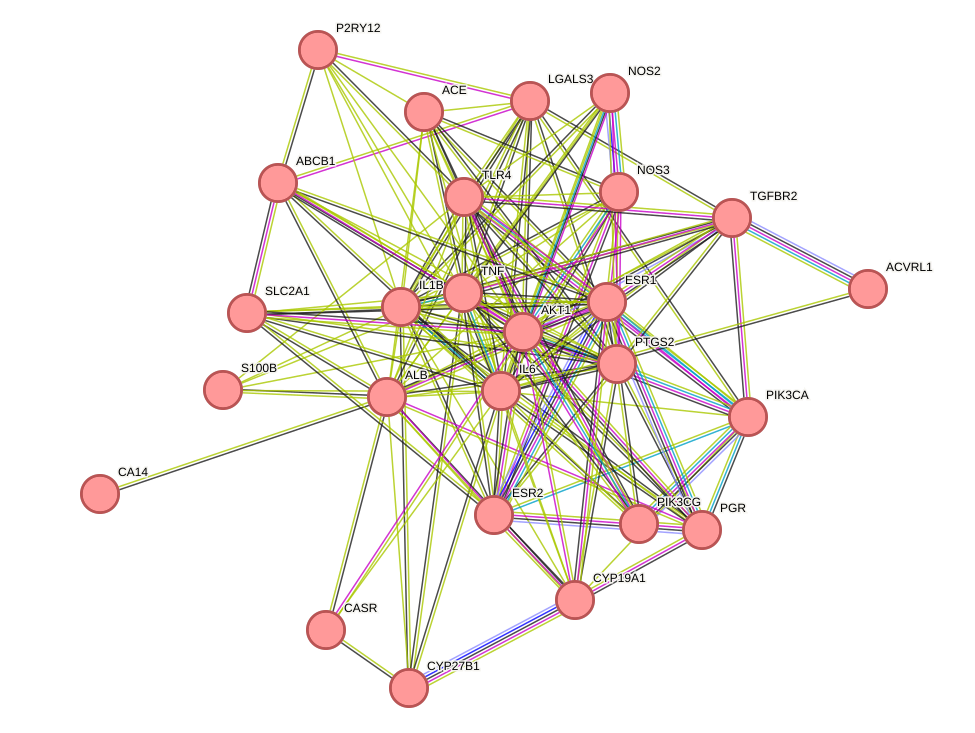 P2RY12
NOS2
LGALS3
ACE
ABCB1
NOS3
TLR4
TGFBR2
ACVRL1
TNF
ESR1
IL1B
SLC2A1
AKT1
PTGS2
S100B
IL6
ALB
PIK3CA
CA14
ESR2
PIK3CG
PGR
CYP19A1
CASR
CYP27B1